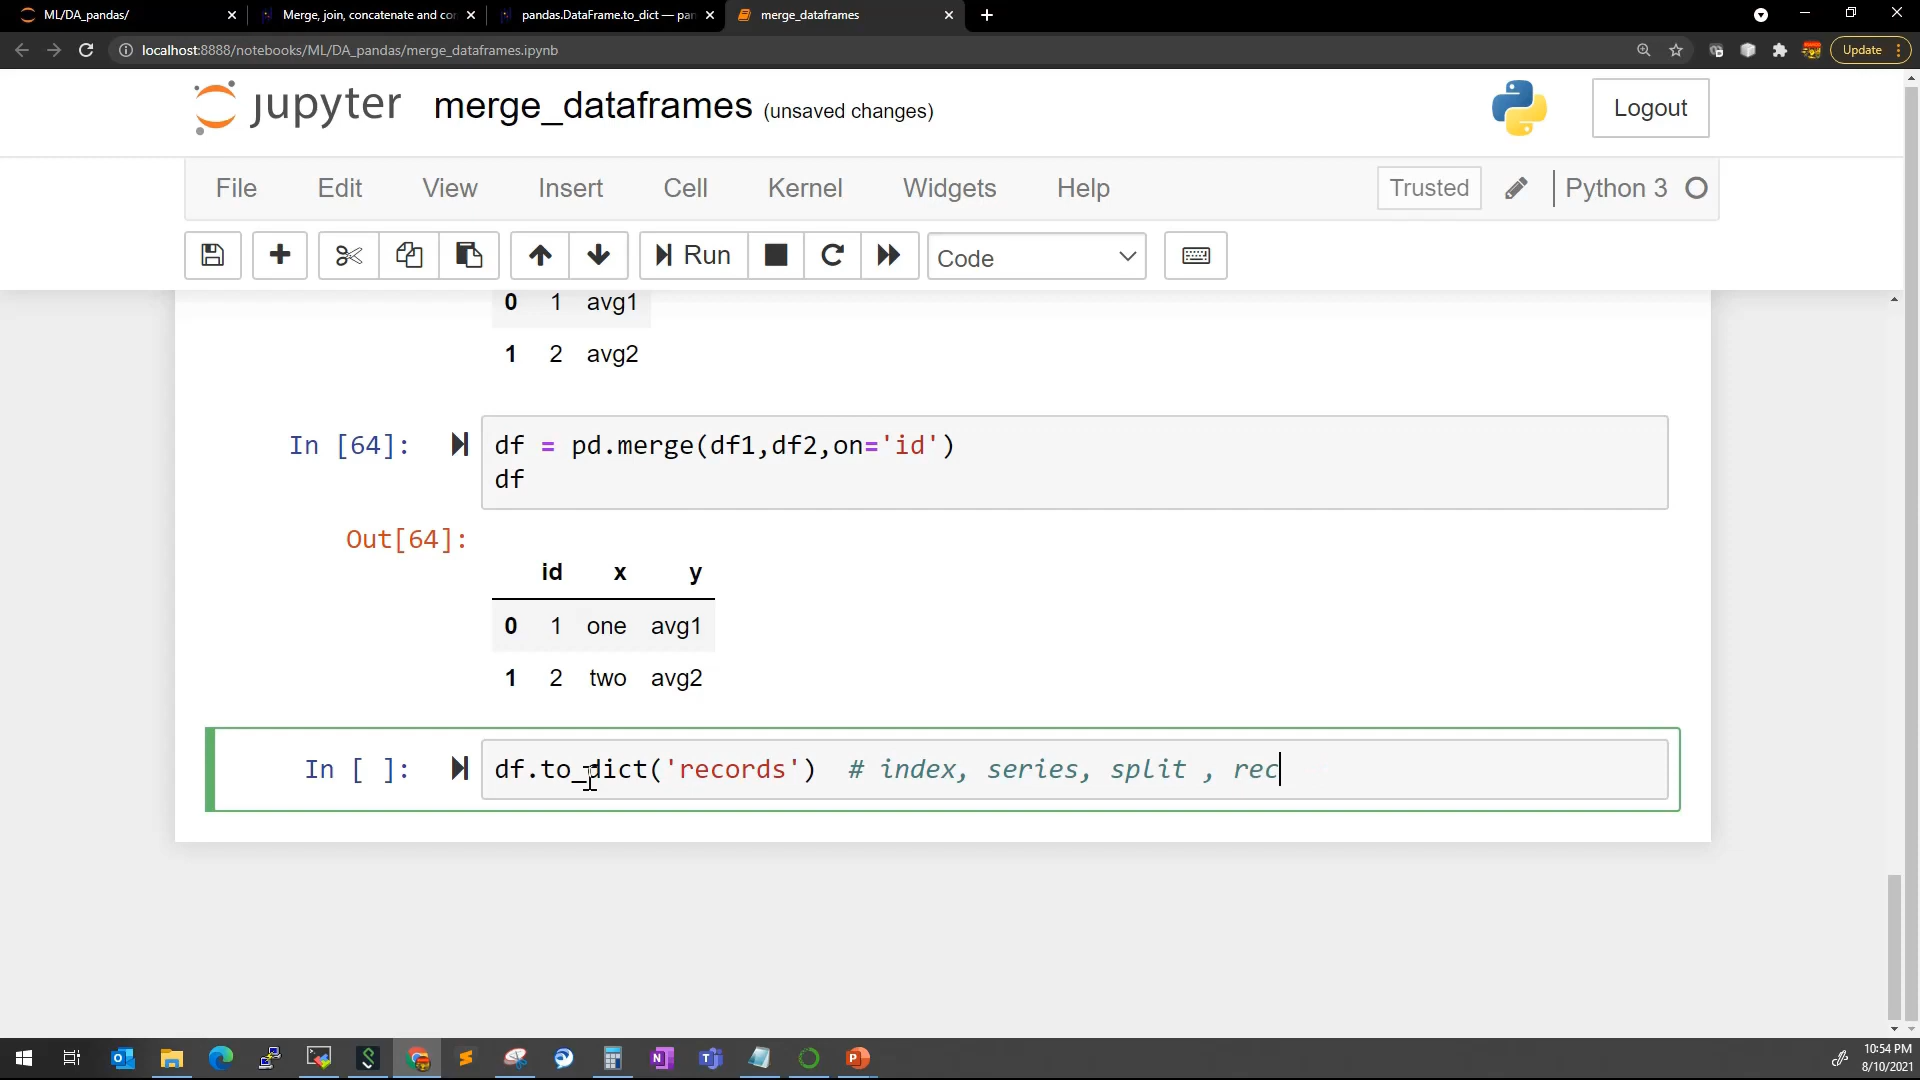 ML/DA_pandas/
Merge, join, concatenate and co
pandas.DataFrame.to_dict — pan
merge_dataframes
localhost:8888/notebooks/ML/DA_pandas/merge_dataframes.ipynb
Update
jupyter merge_dataframes (unsaved changes)
Logout
File Edit View Insert Cell Kernel Widgets Help
Trusted
Python 3
Run
Code
0 1 avg1
1 2 avg2
In [64]: df = pd.merge(df1,df2,on='id')
df
Out[64]:
id x y
0 1 one avg1
1 2 two avg2
In [ ]: df.to_dict('records') # index, series, split , rec
10:54 PM
8/10/2021